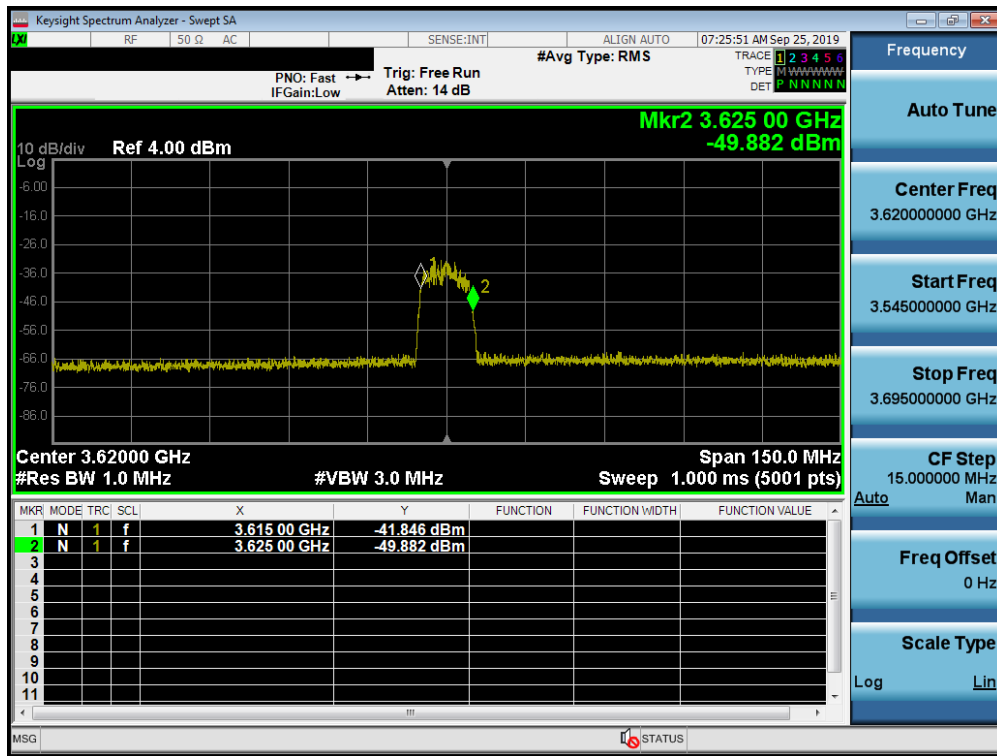 Keysight Spectrum Analyzer - Swept SA
LXI RF 50 Ω AC SENSE:INT ALIGN AUTO 07:25:51 AM Sep 25, 2019
Frequency
#Avg Type: RMS
TRACE 1 2 3 4 5 6
PNO: Fast Trig: Free Run
TYPE M WWWWW
IFGain:Low Atten: 14 dB
DET P N N N N N
Auto Tune
Mkr2 3.625 00 GHz
10 dB/div Ref 4.00 dBm -49.882 dBm
Log
-6.00
-16.0
-26.0
-36.0
-46.0
-56.0
-66.0
-76.0
-86.0
1
2
Center Freq
3.620000000 GHz
Start Freq
3.545000000 GHz
Stop Freq
3.695000000 GHz
Center 3.62000 GHz Span 150.0 MHz
#Res BW 1.0 MHz #VBW 3.0 MHz Sweep 1.000 ms (5001 pts)
CF Step
15.000000 MHz
Auto Man
MKR MODE TRC SCL X Y FUNCTION FUNCTION WIDTH FUNCTION VALUE
1 N 1 f 3.615 00 GHz -41.846 dBm
2 N 1 f 3.625 00 GHz -49.882 dBm
3
4
5
6
7
8
9
10
11
Freq Offset
0 Hz
Scale Type
Log Lin
MSG STATUS